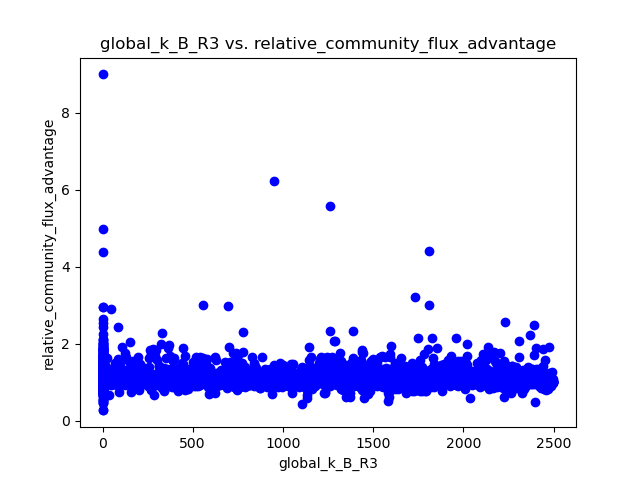 global_k_B_R3 vs. relative_community_flux_advantage
relative_community_flux_advantage
8
6
4
2
0
0 500 1000 1500 2000 2500
global_k_B_R3